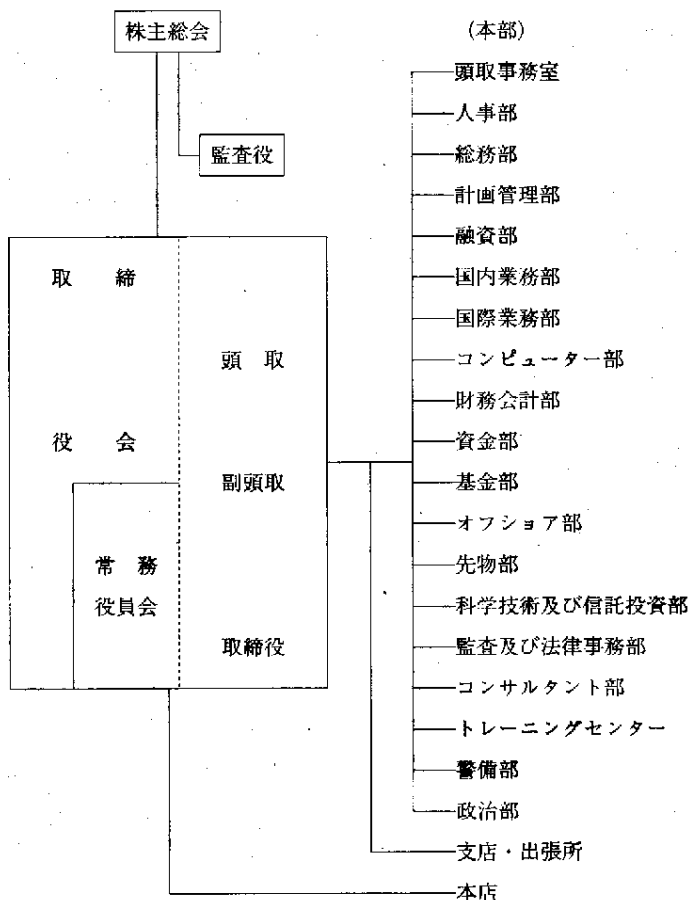 株主総会
監査役
取締
役会
頭取
副頭取
取締役
常務
役員会
(本部)
頭取事務室
人事部
総務部
計画管理部
融資部
国内業務部
国際業務部
コンピューター部
財務会計部
資金部
基金部
オフショア部
先物部
科学技術及び信託投資部
監査及び法律事務部
コンサルタント部
トレーニングセンター
警備部
政治部
支店・出張所
本店